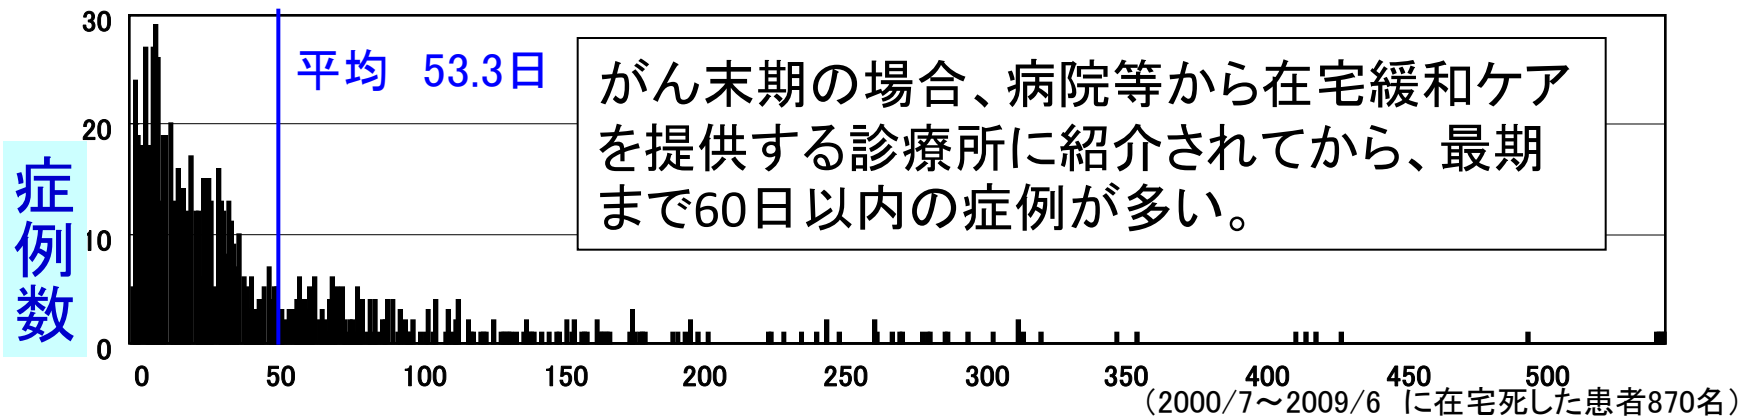 30
平均　53.3日
がん末期の場合、病院等から在宅緩和ケア
を提供する診療所に紹介されてから、最期
まで60日以内の症例が多い。
20
症例数
10
0
0 50 100 150 200 250 300 350 400 450 500
（2000/7～2009/6　に在宅死した患者870名）